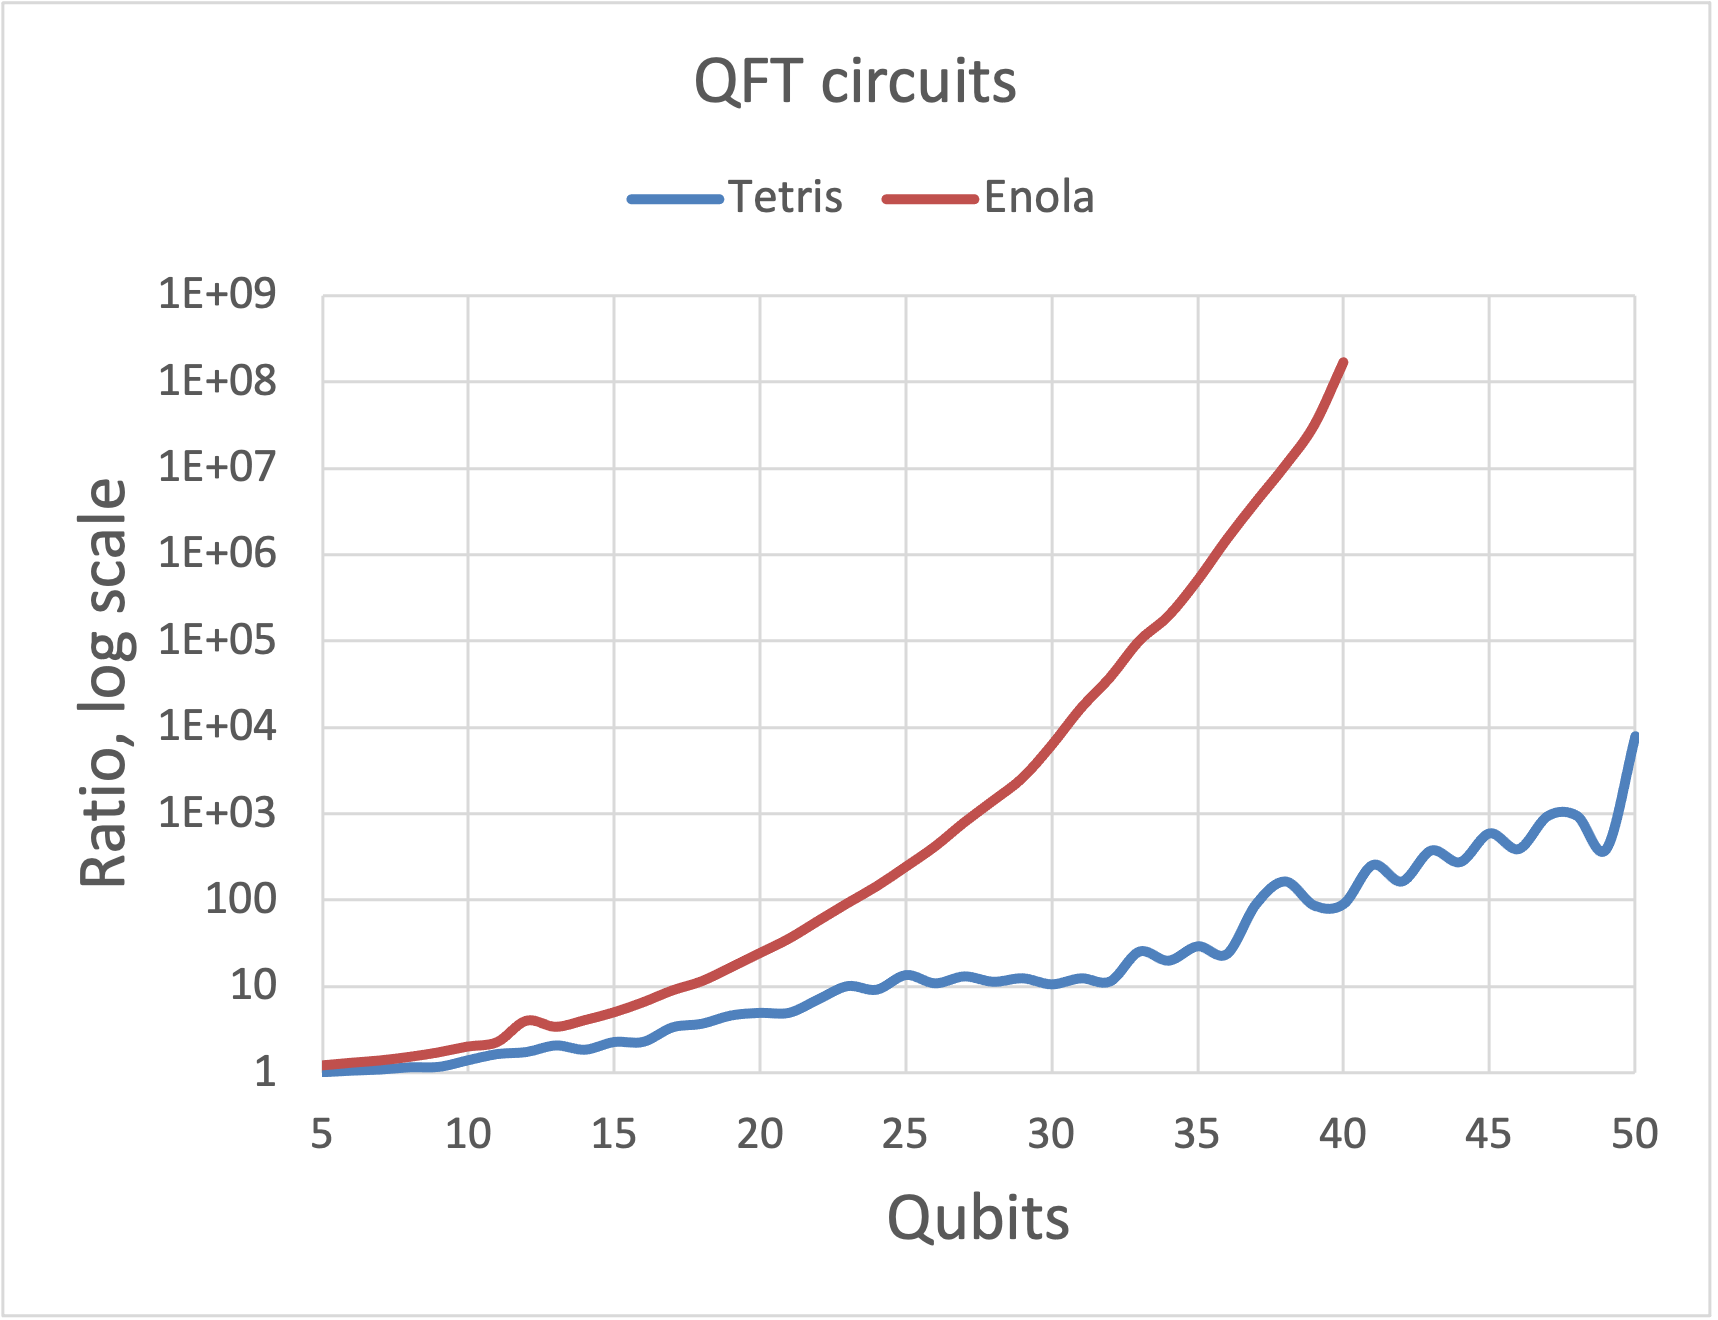 QFT circuits
Tetris Enola
Ratio, log scale
1E+09
1E+08
1E+07
1E+06
1E+05
1E+04
1E+03
100
10
1
5 10 15 20 25 30 35 40 45 50
Qubits